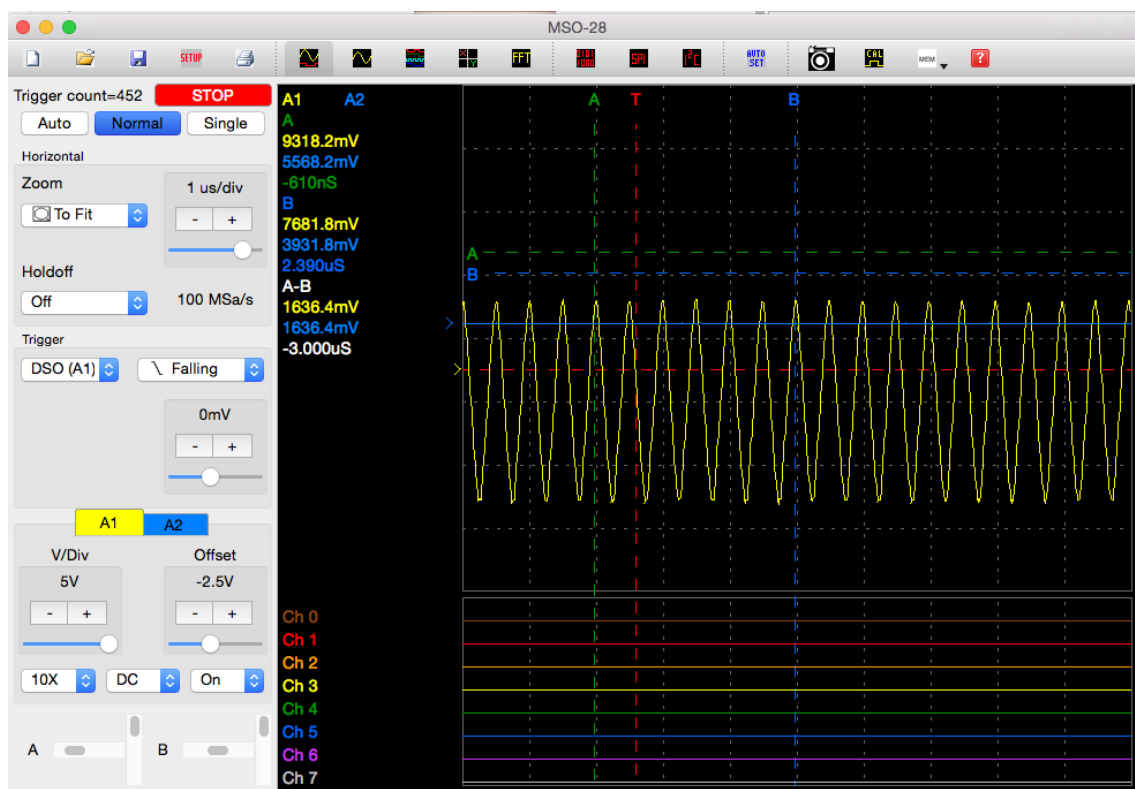 MSO-28
SETUP FFT 0101 1000 SPI I²C AUTO SET CAL MEM ?
Trigger count=452 STOP
Auto Normal Single
Horizontal
Zoom 1 us/div
To Fit - +
Holdoff
Off 100 MSa/s
Trigger
DSO (A1) Falling
0mV
- +
A1 A2
V/Div Offset
5V -2.5V
- + - +
10X DC On
A B
A1 A2
A
9318.2mV
5568.2mV
-610nS
B
7681.8mV
3931.8mV
2.390uS
A-B
1636.4mV
1636.4mV
-3.000uS
A T B
A
B
Ch 0
Ch 1
Ch 2
Ch 3
Ch 4
Ch 5
Ch 6
Ch 7